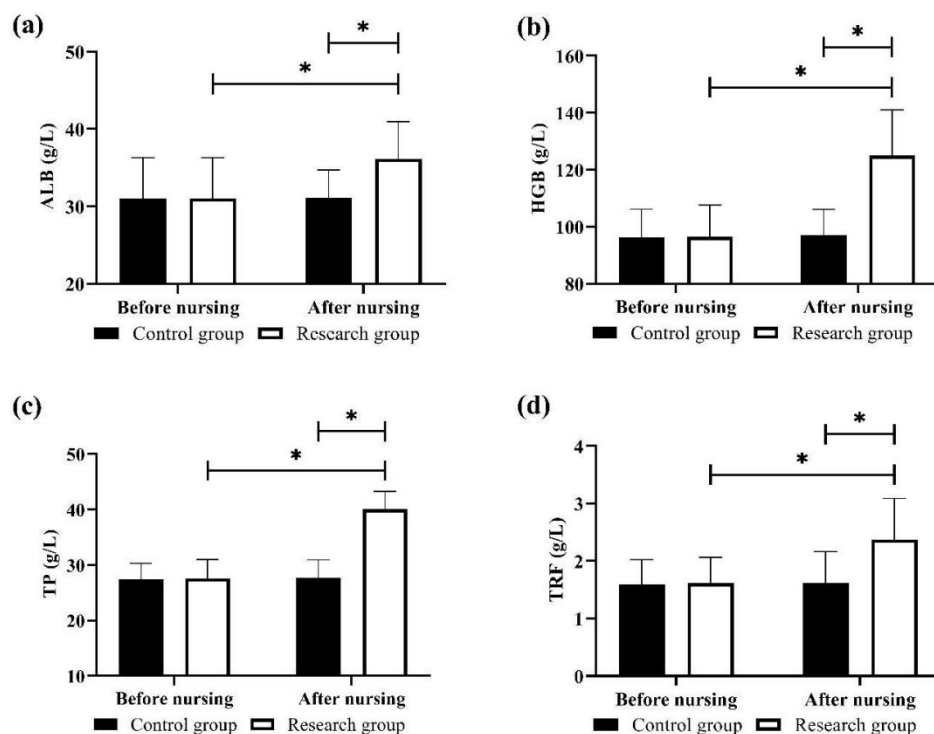 (a)
50
40
30
20
ALB (g/L)
*
*
Before nursing After nursing
Control group Research group
(b)
160
140
120
100
80
HGB (g/L)
*
*
Before nursing After nursing
Control group Research group
(c)
50
40
30
20
10
TP (g/L)
*
*
Before nursing After nursing
Control group Research group
(d)
4
3
2
1
0
TRF (g/L)
*
*
Before nursing After nursing
Control group Research group